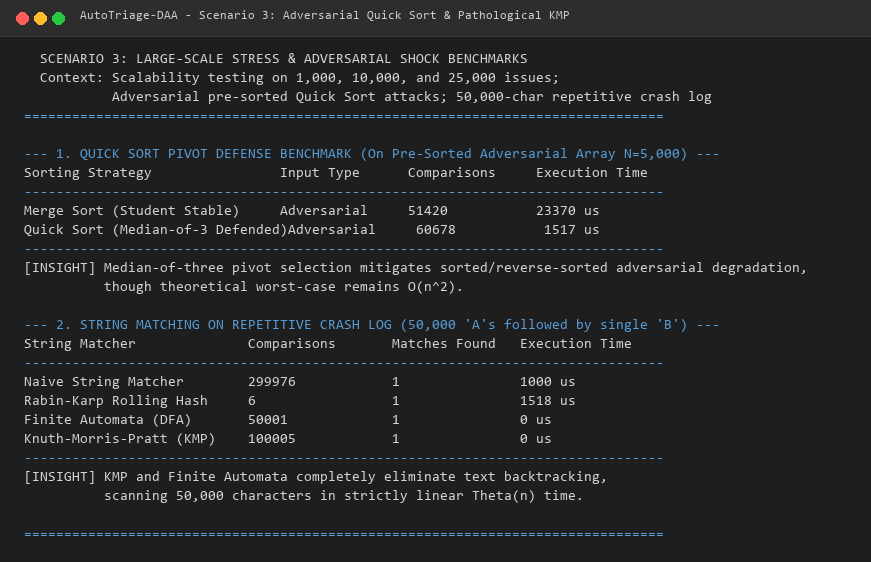 AutoTriage-DAA - Scenario 3: Adversarial Quick Sort & Pathological KMP
SCENARIO 3: LARGE-SCALE STRESS & ADVERSARIAL SHOCK BENCHMARKS
Context: Scalability testing on 1,000, 10,000, and 25,000 issues;
Adversarial pre-sorted Quick Sort attacks; 50,000-char repetitive crash log
================================================================================
--- 1. QUICK SORT PIVOT DEFENSE BENCHMARK (On Pre-Sorted Adversarial Array N=5,000) ---
Sorting Strategy                Input Type      Comparisons     Execution Time
--------------------------------------------------------------------------------
Merge Sort (Student Stable)     Adversarial     51420           23370 us
Quick Sort (Median-of-3 Defended)Adversarial     60678           1517 us
--------------------------------------------------------------------------------
[INSIGHT] Median-of-three pivot selection mitigates sorted/reverse-sorted adversarial degradation,
though theoretical worst-case remains O(n^2).
--- 2. STRING MATCHING ON REPETITIVE CRASH LOG (50,000 'A's followed by single 'B') ---
String Matcher              Comparisons       Matches Found   Execution Time
--------------------------------------------------------------------------------
Naive String Matcher        299976            1               1000 us
Rabin-Karp Rolling Hash     6                 1               1518 us
Finite Automata (DFA)       50001             1               0 us
Knuth-Morris-Pratt (KMP)    100005            1               0 us
--------------------------------------------------------------------------------
[INSIGHT] KMP and Finite Automata completely eliminate text backtracking,
scanning 50,000 characters in strictly linear Theta(n) time.
================================================================================